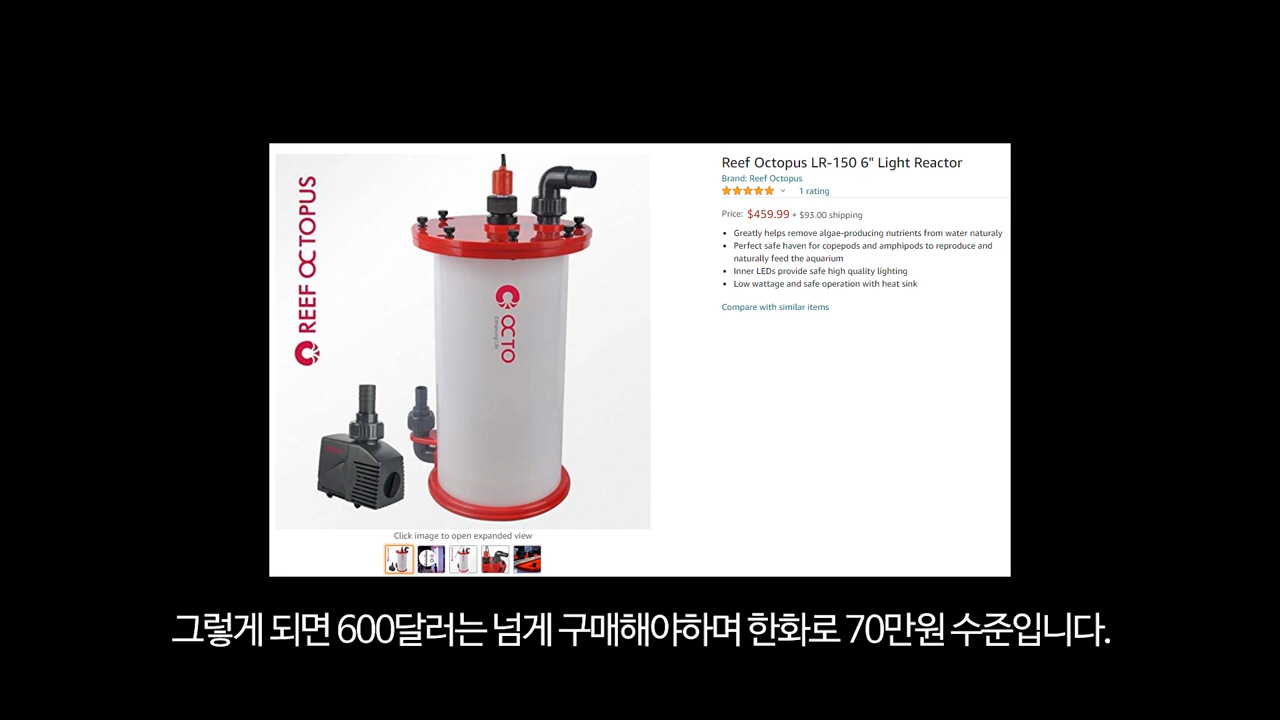 REEF OCTOPUS
OCTO
Enhancing Life
OCTO
Click image to open expanded view
Reef Octopus LR-150 6" Light Reactor
Brand: Reef Octopus
1 rating
Price: $459.99 + $93.00 shipping
• Greatly helps remove algae-producing nutrients from water naturaly
• Perfect safe haven for copepods and amphipods to reproduce and
naturally feed the aquarium
• Inner LEDs provide safe high quality lighting
• Low wattage and safe operation with heat sink
Compare with similar items
그렇게 되면 600달러는 넘게 구매해야하며 한화로 70만원 수준입니다.